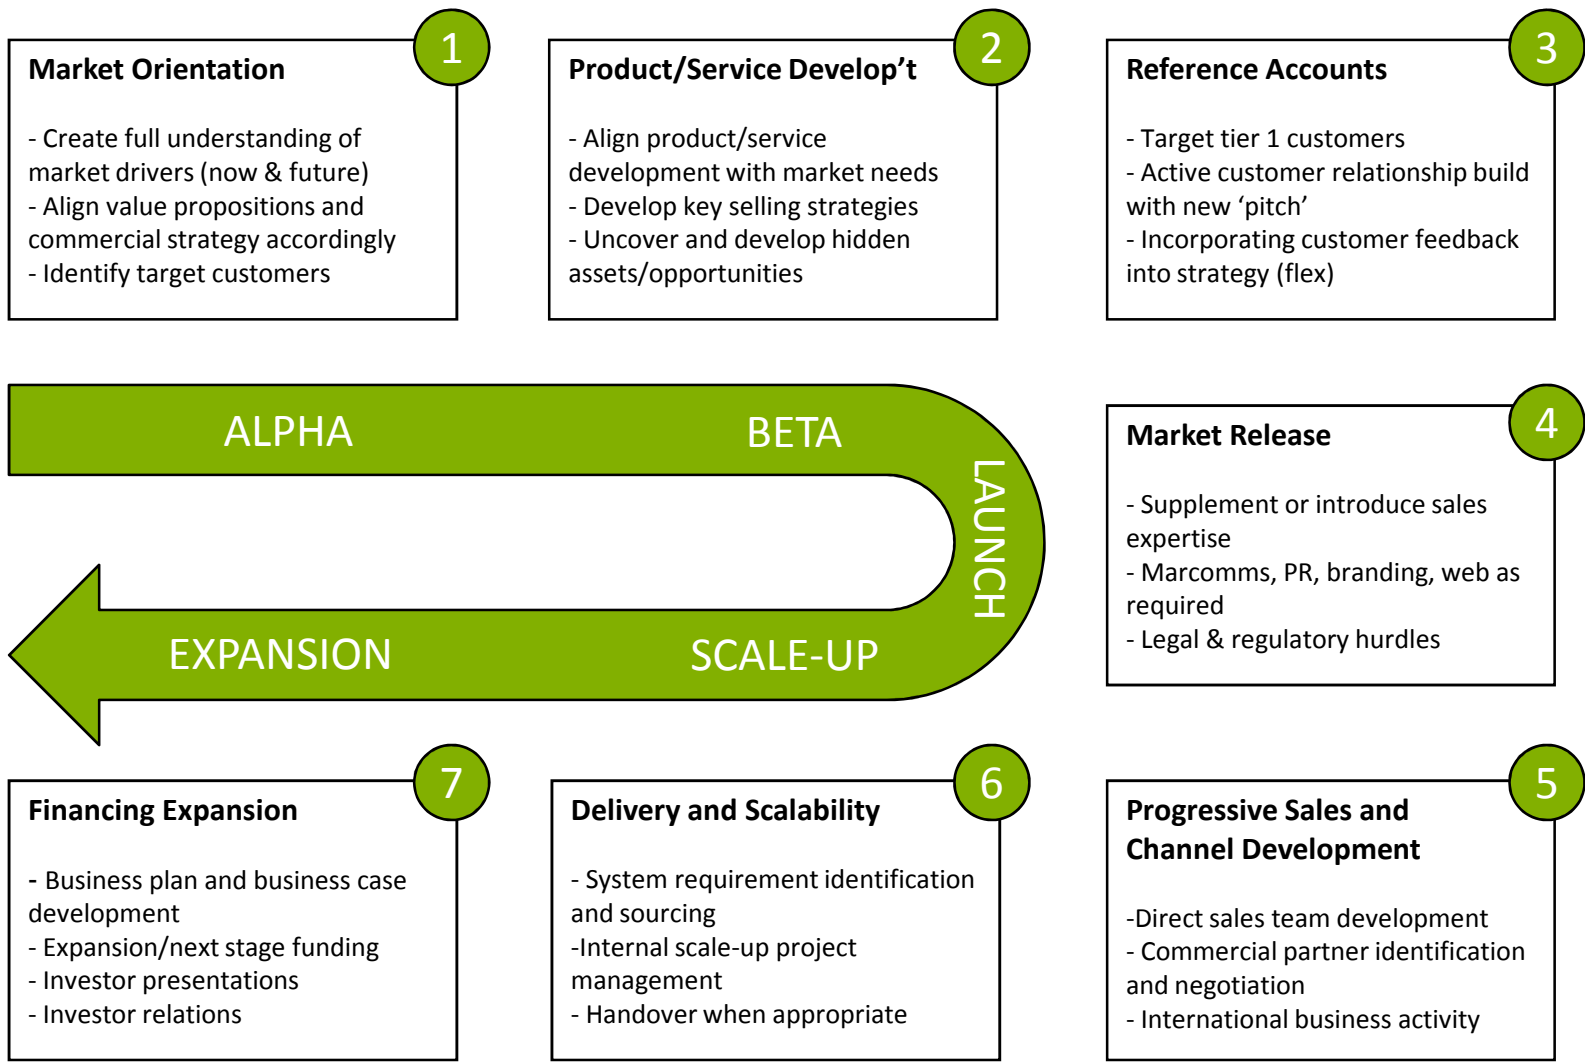 1
Market Orientation
- Create full understanding of
market drivers (now & future)
- Align value propositions and
commercial strategy accordingly
- Identify target customers
2
Product/Service Develop’t
- Align product/service
development with market needs
- Develop key selling strategies
- Uncover and develop hidden
assets/opportunities
3
Reference Accounts
- Target tier 1 customers
- Active customer relationship build
with new ‘pitch’
- Incorporating customer feedback
into strategy (flex)
ALPHA
BETA
LAUNCH
SCALE-UP
EXPANSION
4
Market Release
- Supplement or introduce sales
expertise
- Marcomms, PR, branding, web as
required
- Legal & regulatory hurdles
7
Financing Expansion
- Business plan and business case
development
- Expansion/next stage funding
- Investor presentations
- Investor relations
6
Delivery and Scalability
- System requirement identification
and sourcing
-Internal scale-up project
management
- Handover when appropriate
5
Progressive Sales and
Channel Development
-Direct sales team development
- Commercial partner identification
and negotiation
- International business activity